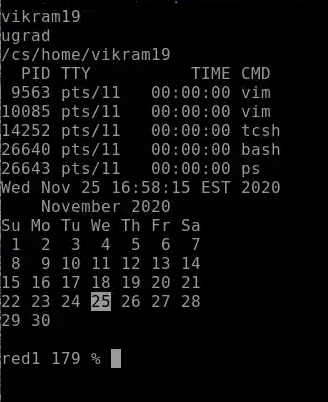 vikram19
ugrad
/cs/home/vikram19
  PID TTY          TIME CMD
 9563 pts/11   00:00:00 vim
10085 pts/11   00:00:00 vim
14252 pts/11   00:00:00 tcsh
26640 pts/11   00:00:00 bash
26643 pts/11   00:00:00 ps
Wed Nov 25 16:58:15 EST 2020
    November 2020
Su Mo Tu We Th Fr Sa
 1  2  3  4  5  6  7
 8  9 10 11 12 13 14
15 16 17 18 19 20 21
22 23 24 25 26 27 28
29 30
red1 179 %